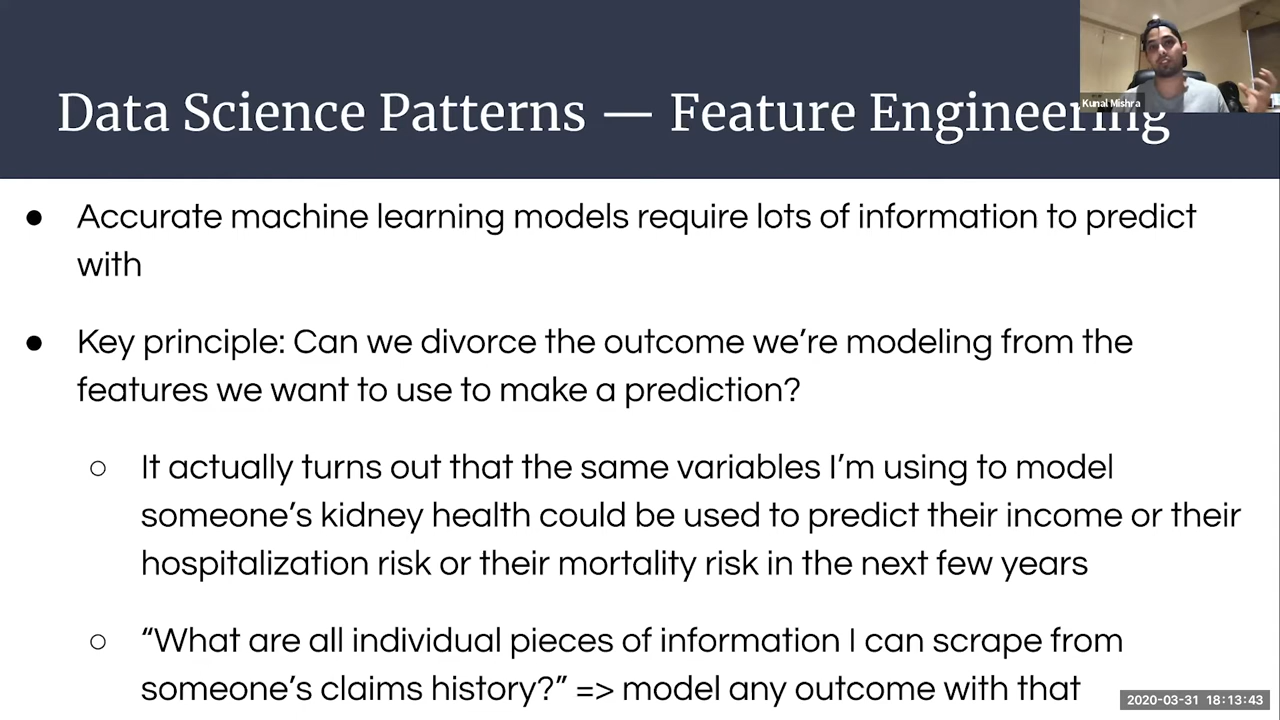 Kunal Mishra
Data Science Patterns — Feature Engineering
● Accurate machine learning models require lots of information to predict
with
● Key principle: Can we divorce the outcome we’re modeling from the
features we want to use to make a prediction?
○ It actually turns out that the same variables I’m using to model
someone’s kidney health could be used to predict their income or their
hospitalization risk or their mortality risk in the next few years
○ “What are all individual pieces of information I can scrape from
someone’s claims history?” => model any outcome with that
2020-03-31 18:13:43